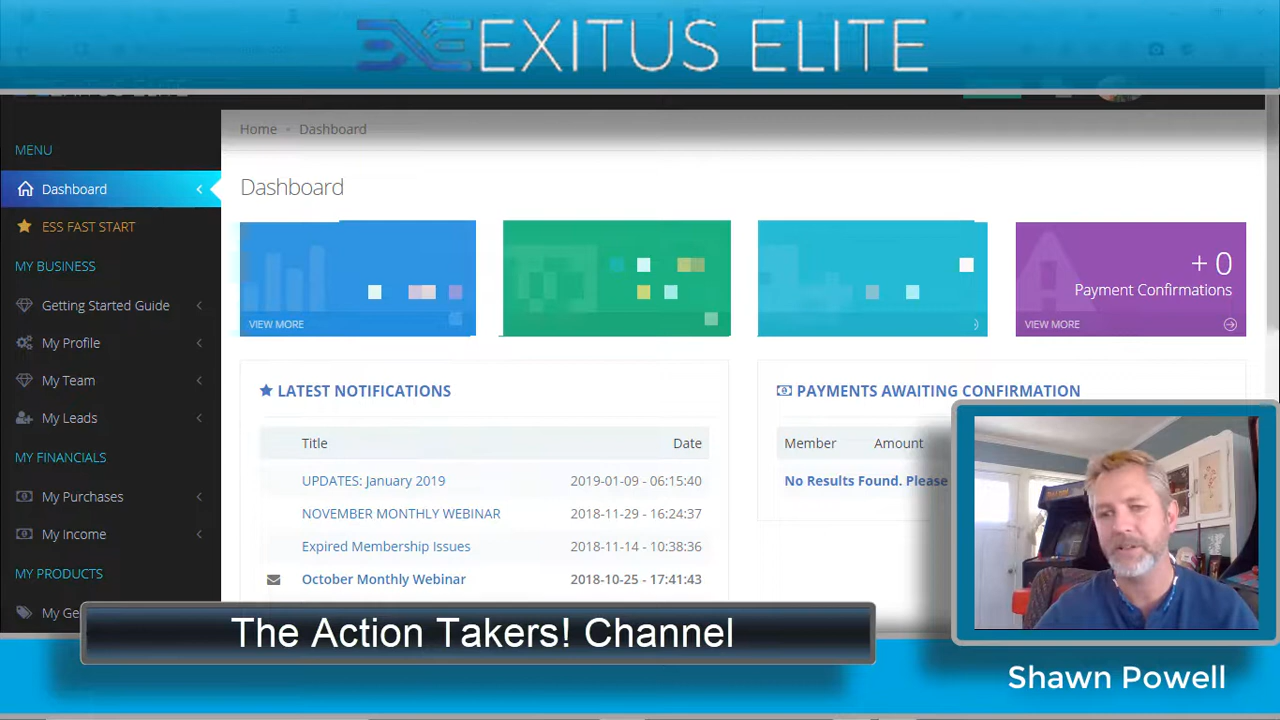 EXITUS ELITE
MENU
Home • Dashboard
Dashboard
ESS FAST START
MY BUSINESS
Getting Started Guide
My Profile
My Team
My Leads
MY FINANCIALS
My Purchases
My Income
MY PRODUCTS
Dashboard
VIEW MORE
+ 0
Payment Confirmations
VIEW MORE
LATEST NOTIFICATIONS
Title Date
UPDATES: January 2019 2019-01-09 - 06:15:40
NOVEMBER MONTHLY WEBINAR 2018-11-29 - 16:24:37
Expired Membership Issues 2018-11-14 - 10:38:36
October Monthly Webinar 2018-10-25 - 17:41:43
PAYMENTS AWAITING CONFIRMATION
Member Amount
No Results Found. Please
The Action Takers! Channel
Shawn Powell